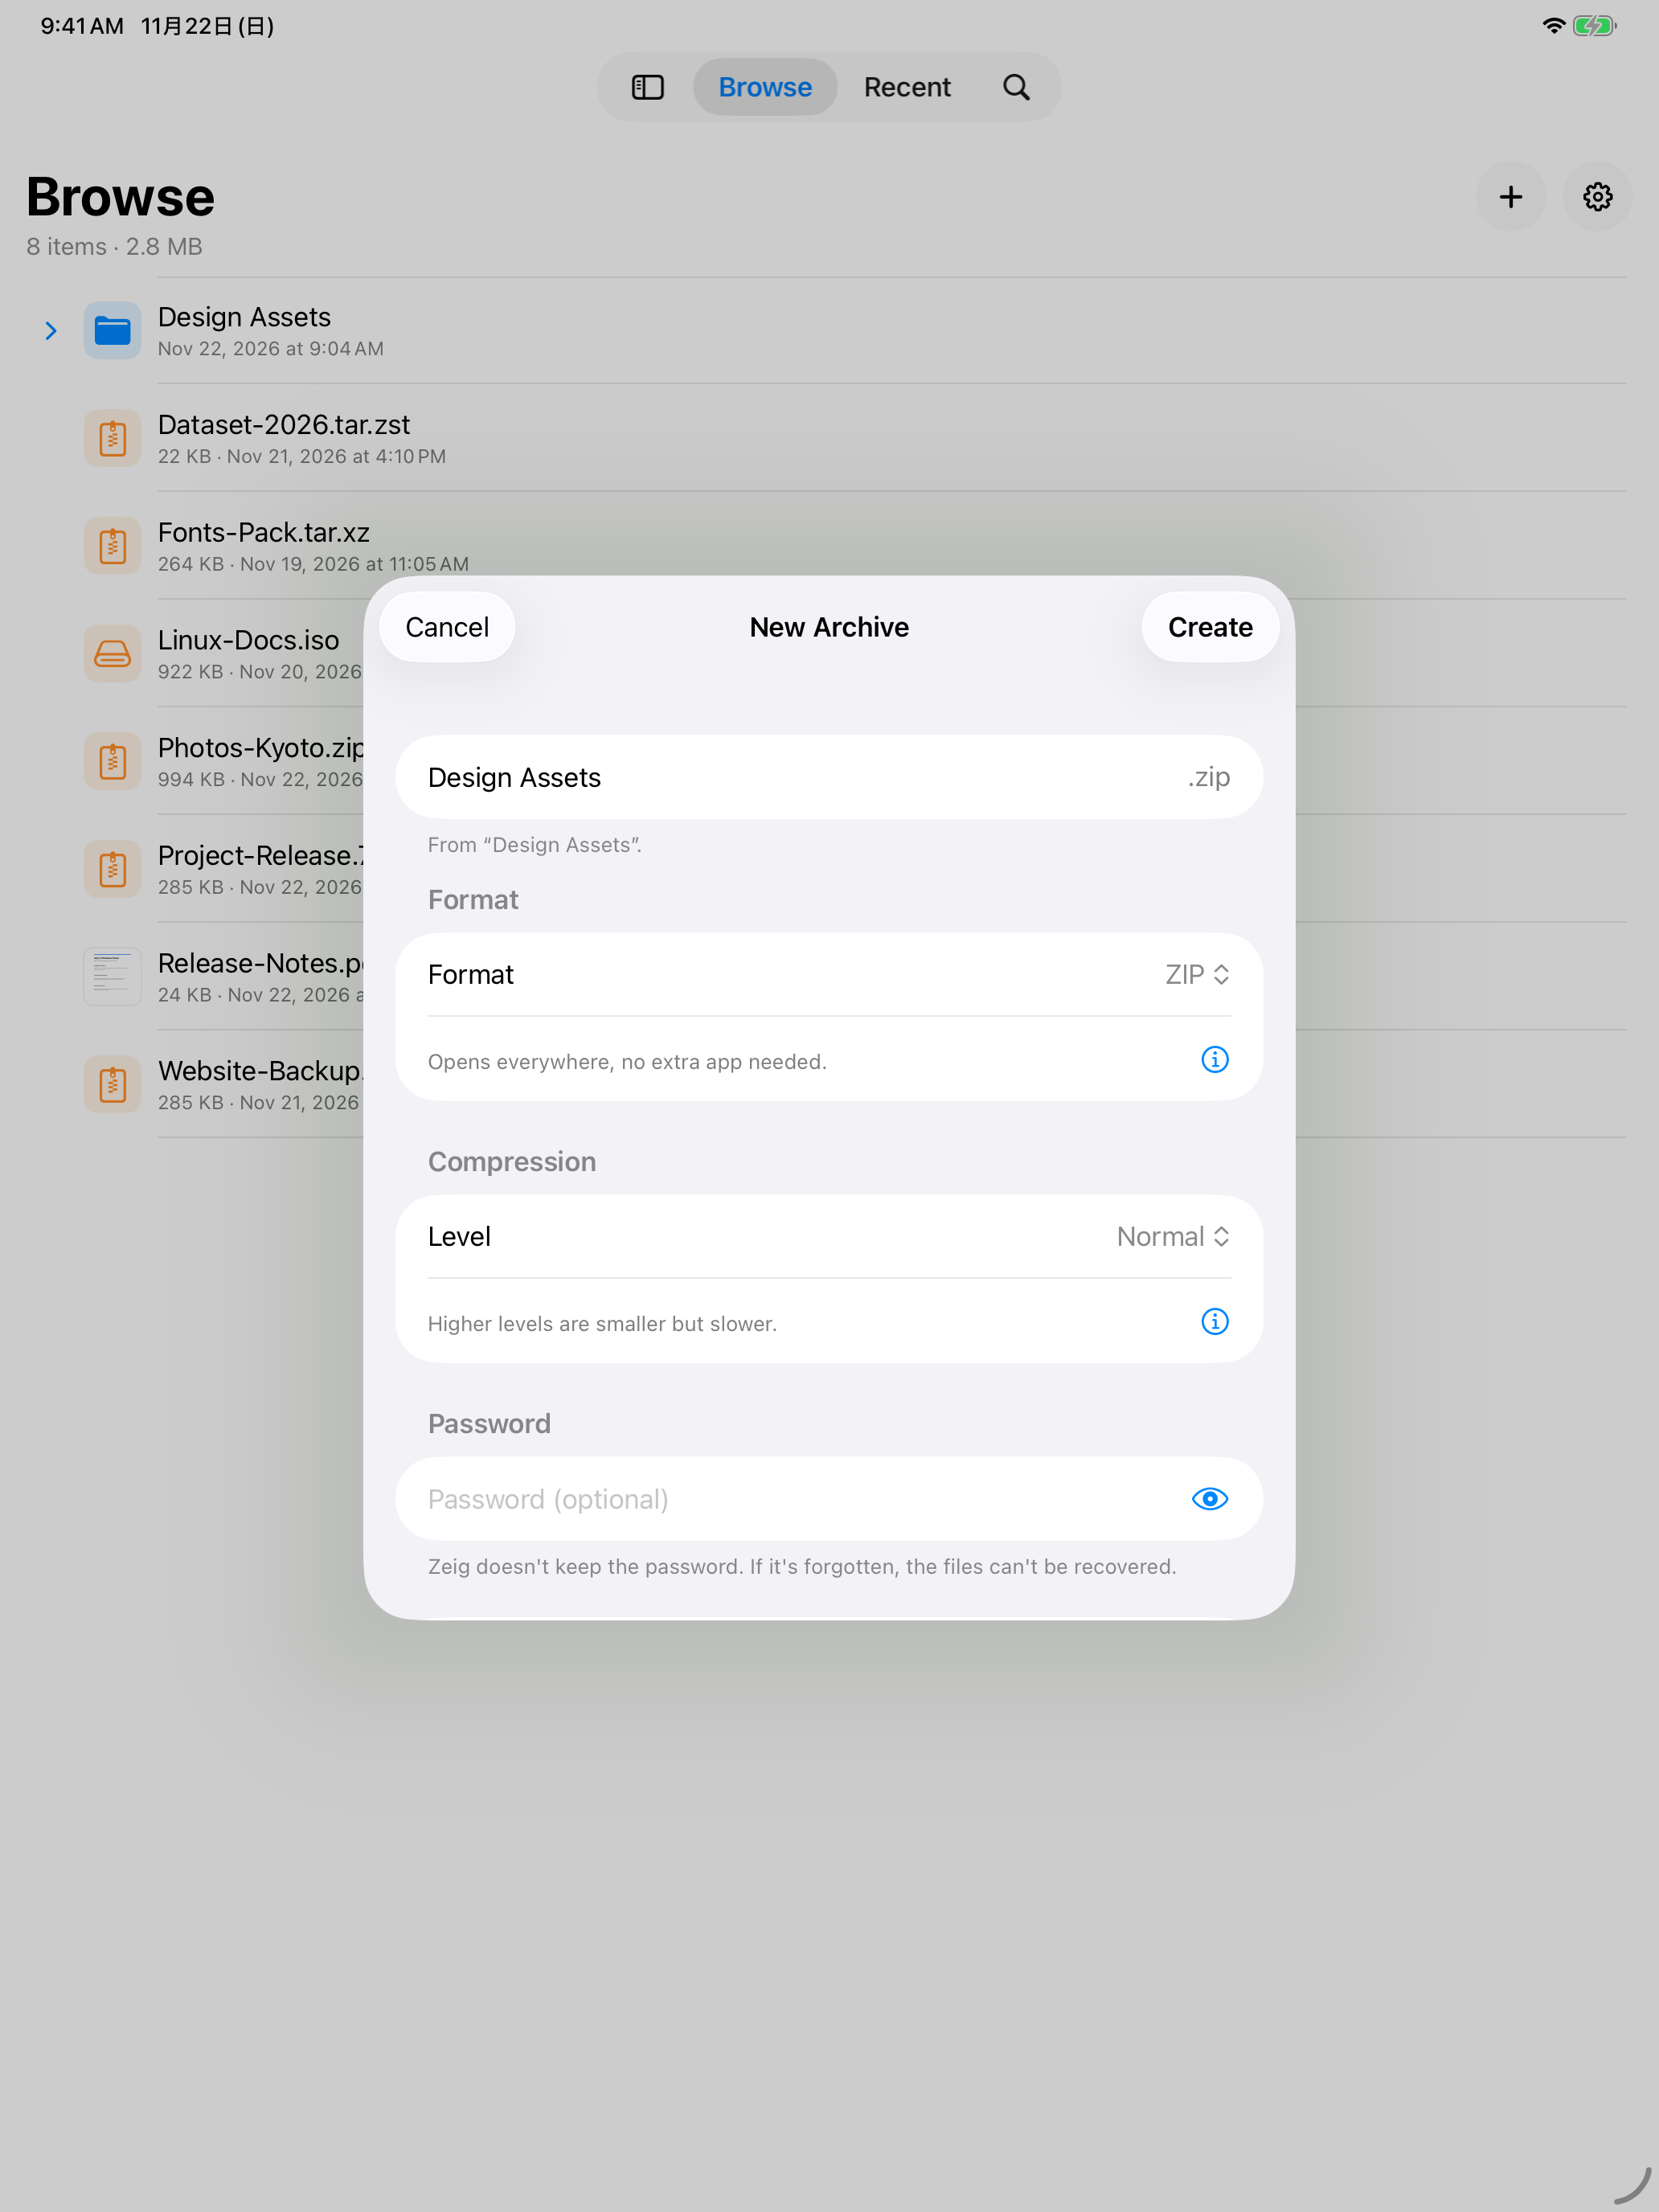 9:41 AM 11月22日 (日)
Browse Recent
Browse
8 items · 2.8 MB
Design Assets
Nov 22, 2026 at 9:04 AM
Dataset-2026.tar.zst
22 KB · Nov 21, 2026 at 4:10 PM
Fonts-Pack.tar.xz
264 KB · Nov 19, 2026 at 11:05 AM
Linux-Docs.iso
922 KB · Nov 20, 2026
Photos-Kyoto.zip
994 KB · Nov 22, 2026
Project-Release.
285 KB · Nov 22, 2026
Release-Notes.p
24 KB · Nov 22, 2026
Website-Backup.
285 KB · Nov 21, 2026
Cancel New Archive Create
Design Assets .zip
From “Design Assets”.
Format
Format ZIP
Opens everywhere, no extra app needed.
Compression
Level Normal
Higher levels are smaller but slower.
Password
Password (optional)
Zeig doesn't keep the password. If it's forgotten, the files can't be recovered.